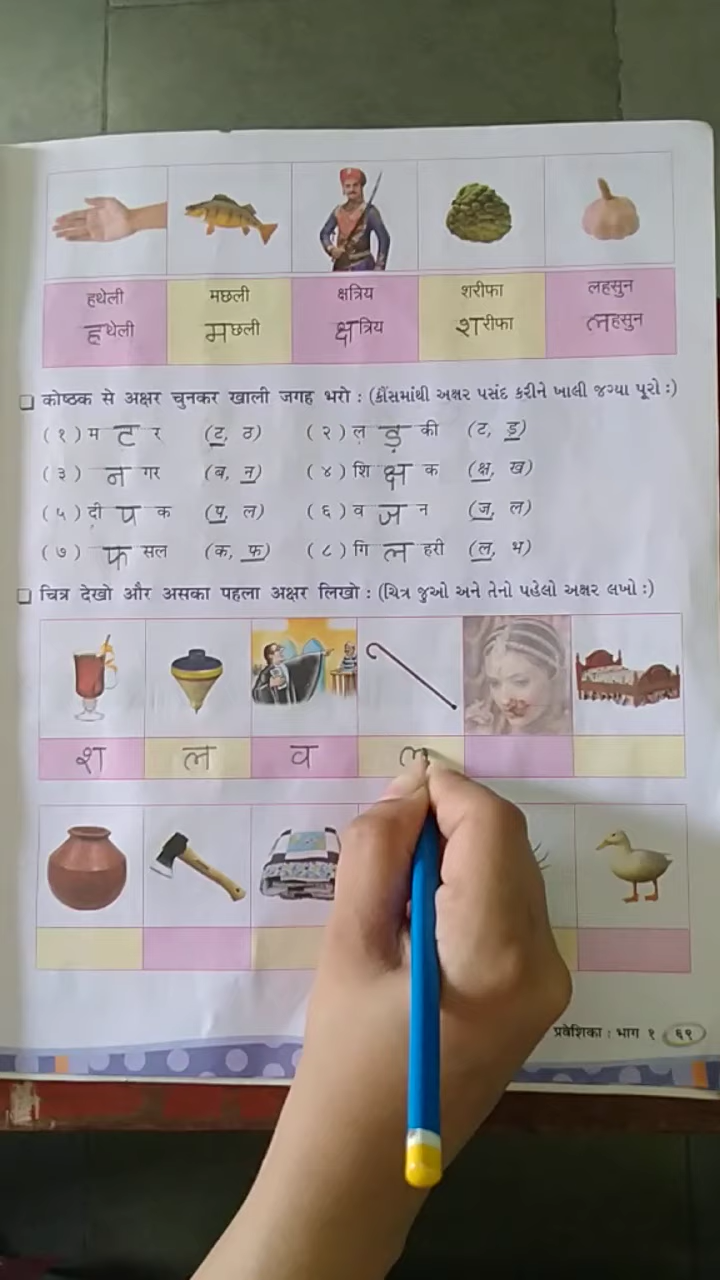 हथेली मछली क्षत्रिय शरीफा लहसुन
हथेली मछली क्षत्रिय शरीफा लहसुन
कोष्ठक से अक्षर चुनकर खाली जगह भरो : (કૌંસમાંથી અક્ષર પસંદ કરીને ખાલી જગ્યા પૂરો :)
(१) म ट र (ट, ठ) (२) ल ड़ की (ट, ड़)
(३) न गर (ब, न) (४) शि क्ष क (क्ष, ख)
(५) दी प क (प, ल) (६) व ज न (ज, ल)
(७) फ सल (क, फ) (८) गि ल हरी (ल, भ)
चित्र देखो और असका पहला अक्षर लिखो : (ચિત્ર જુઓ અને તેનો પહેલો અક્ષર લખો :)
श ल व ल
प्रवेशिका : भाग १ ६१